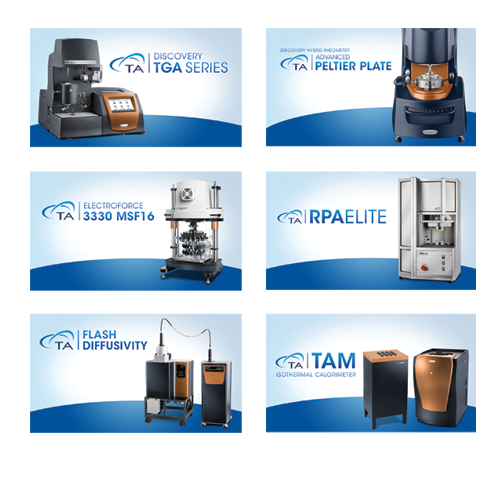 TA
DISCOVERY
TGA SERIES
TA
DISCOVERY HYBRID RHEOMETER
ADVANCED
PELTIER PLATE
TA
ELECTROFORCE
3330 MSF16
TA
RPAELITE
TA
FLASH
DIFFUSIVITY
TA
TAM
ISOTHERMAL CALORIMETER